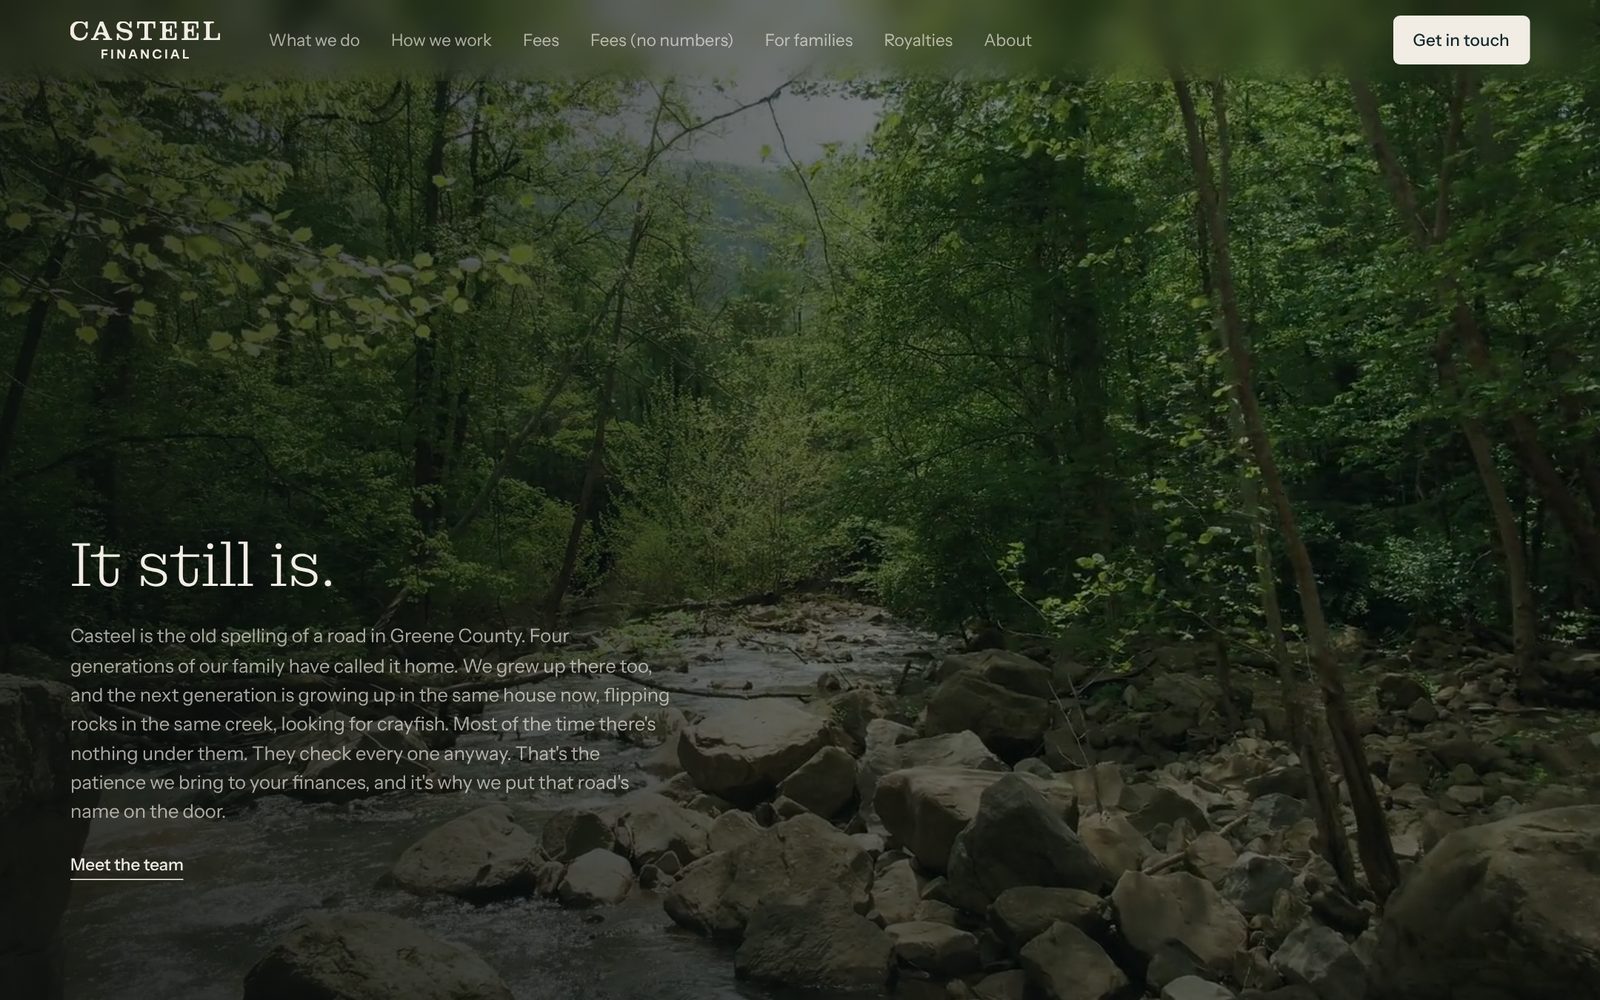 CASTEEL
FINANCIAL
What we do
How we work
Fees
Fees (no numbers)
For families
Royalties
About
Get in touch
It still is.
Casteel is the old spelling of a road in Greene County. Four
generations of our family have called it home. We grew up there too,
and the next generation is growing up in the same house now, flipping
rocks in the same creek, looking for crayfish. Most of the time there's
nothing under them. They check every one anyway. That's the
patience we bring to your finances, and it's why we put that road's
name on the door.
Meet the team